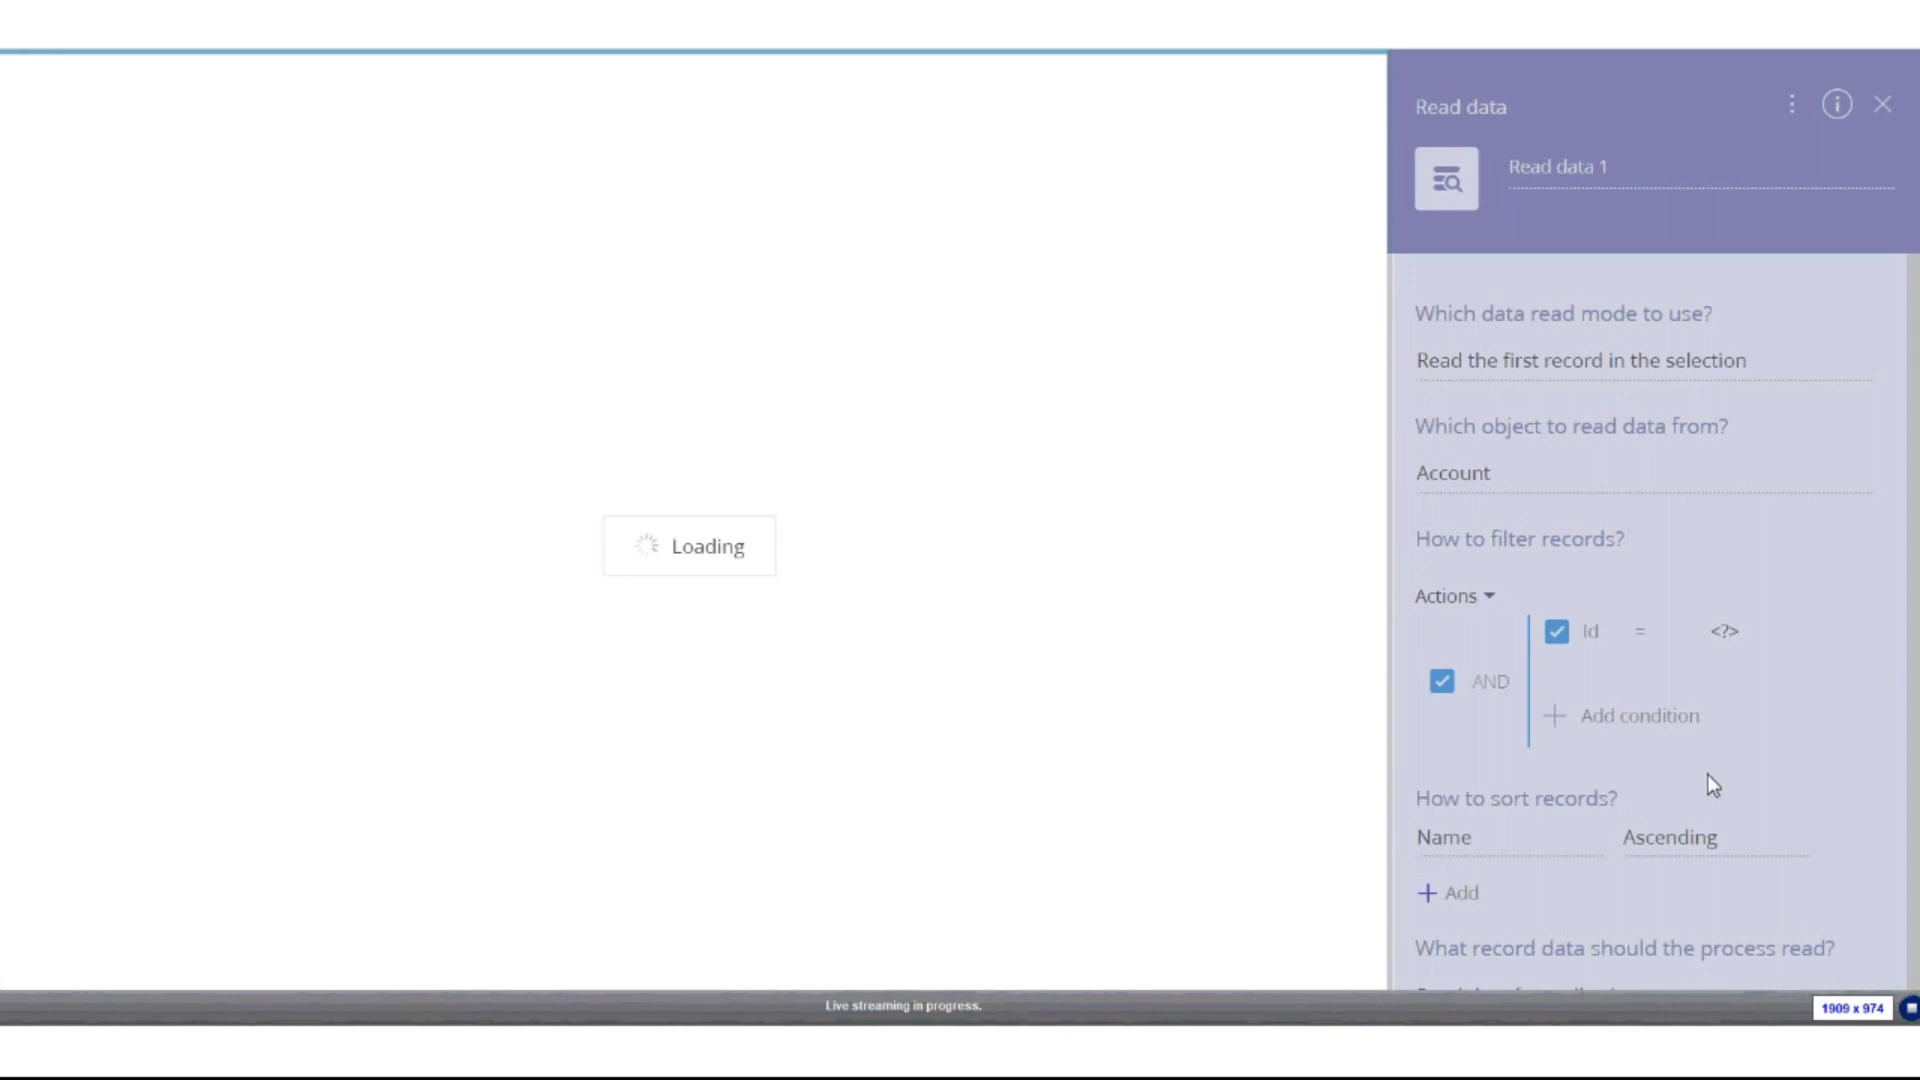 Read data
Read data 1
Which data read mode to use?
Read the first record in the selection
Which object to read data from?
Account
How to filter records?
Actions
Id = <?>
AND
Add condition
How to sort records?
Name Ascending
Add
What record data should the process read?
Loading
Live streaming in progress.
1909 x 974